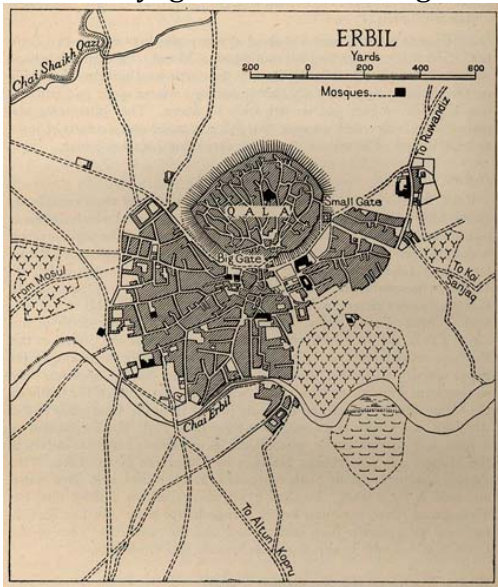 ERBIL
Yards
200 0 200 400 600
Mosques
Chai Shaikh Qazi
To Ruwandiz
Small Gate
QALA
Big Gate
From Mosul
To Koi
Sanjaq
Chai Erbil
To Altun Kopru